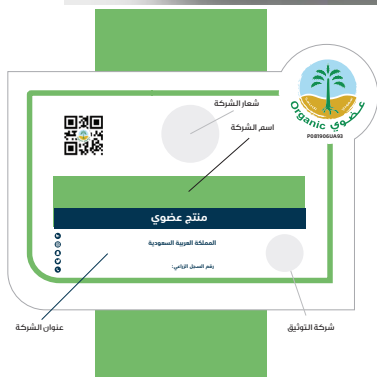 شعار الشركة
اسم الشركة
Organic عضوي
P081906UA93
منتج عضوي
المملكة العربية السعودية
رقم السجل الزراعي:
عنوان الشركة
شركة التوثيق